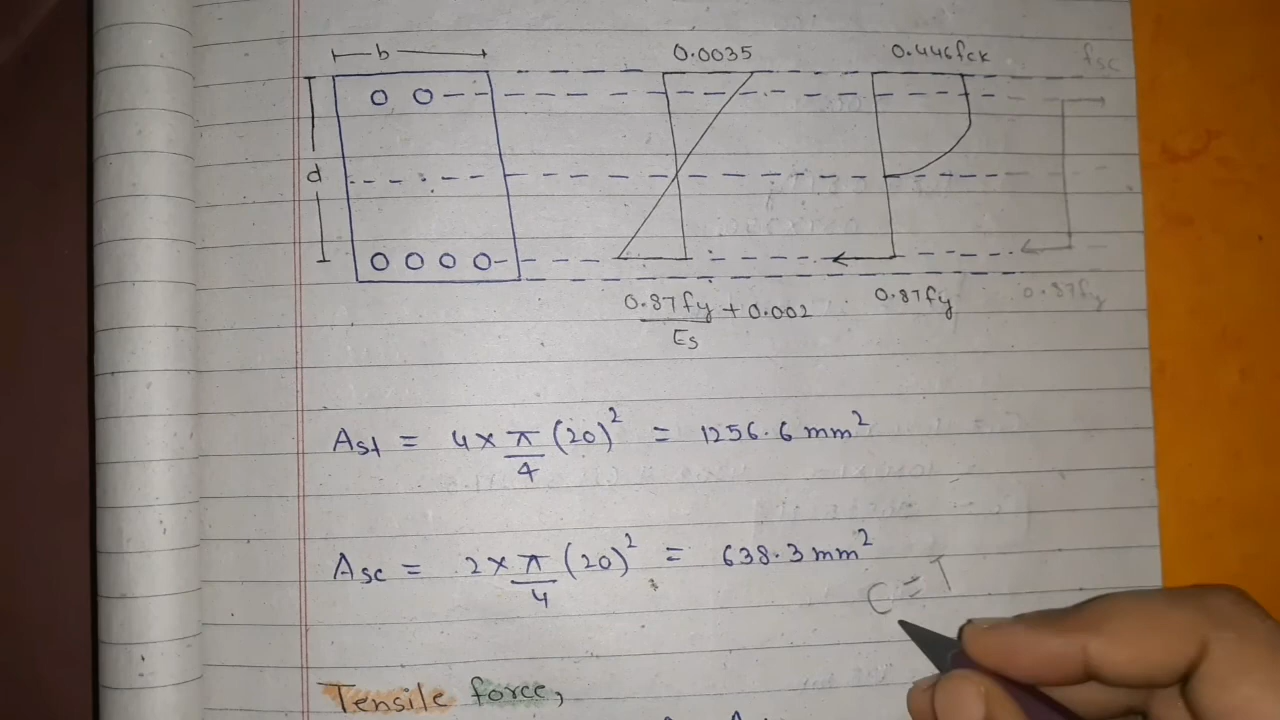 b
0.0035
0.446fck
fsc
d
0.87fy/Es + 0.002
0.87fy
0.87fy
Ast = 4 × π/4 (20)² = 1256.6 mm²
Asc = 2 × π/4 (20)² = 638.3 mm²
C = T
Tensile force,